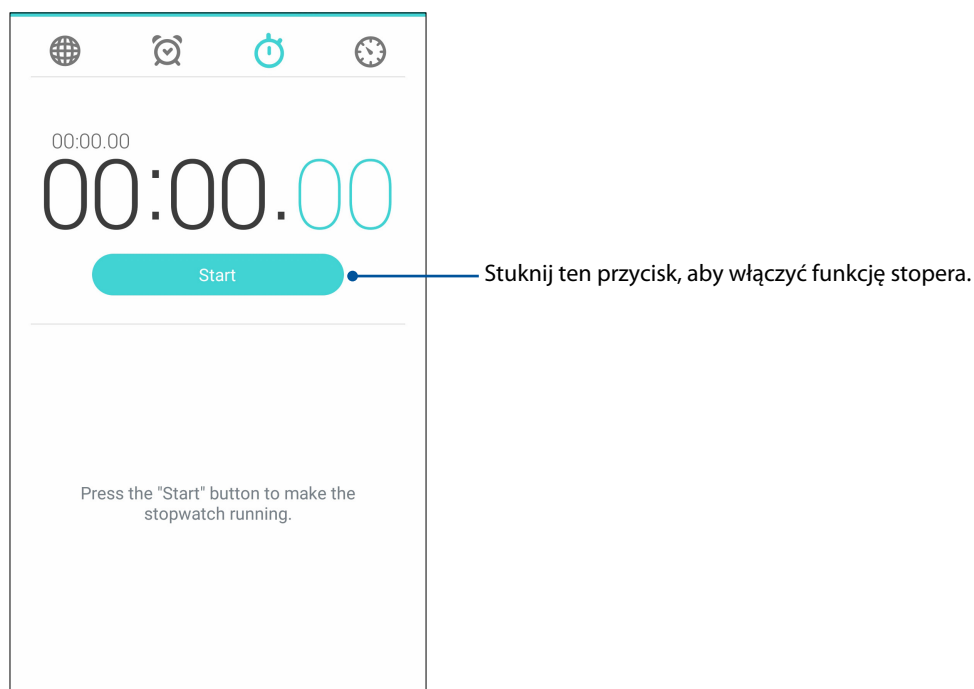 00:00.00
00:00.00
Start
Stuknij ten przycisk, aby włączyć funkcję stopera.
Press the "Start" button to make the
stopwatch running.